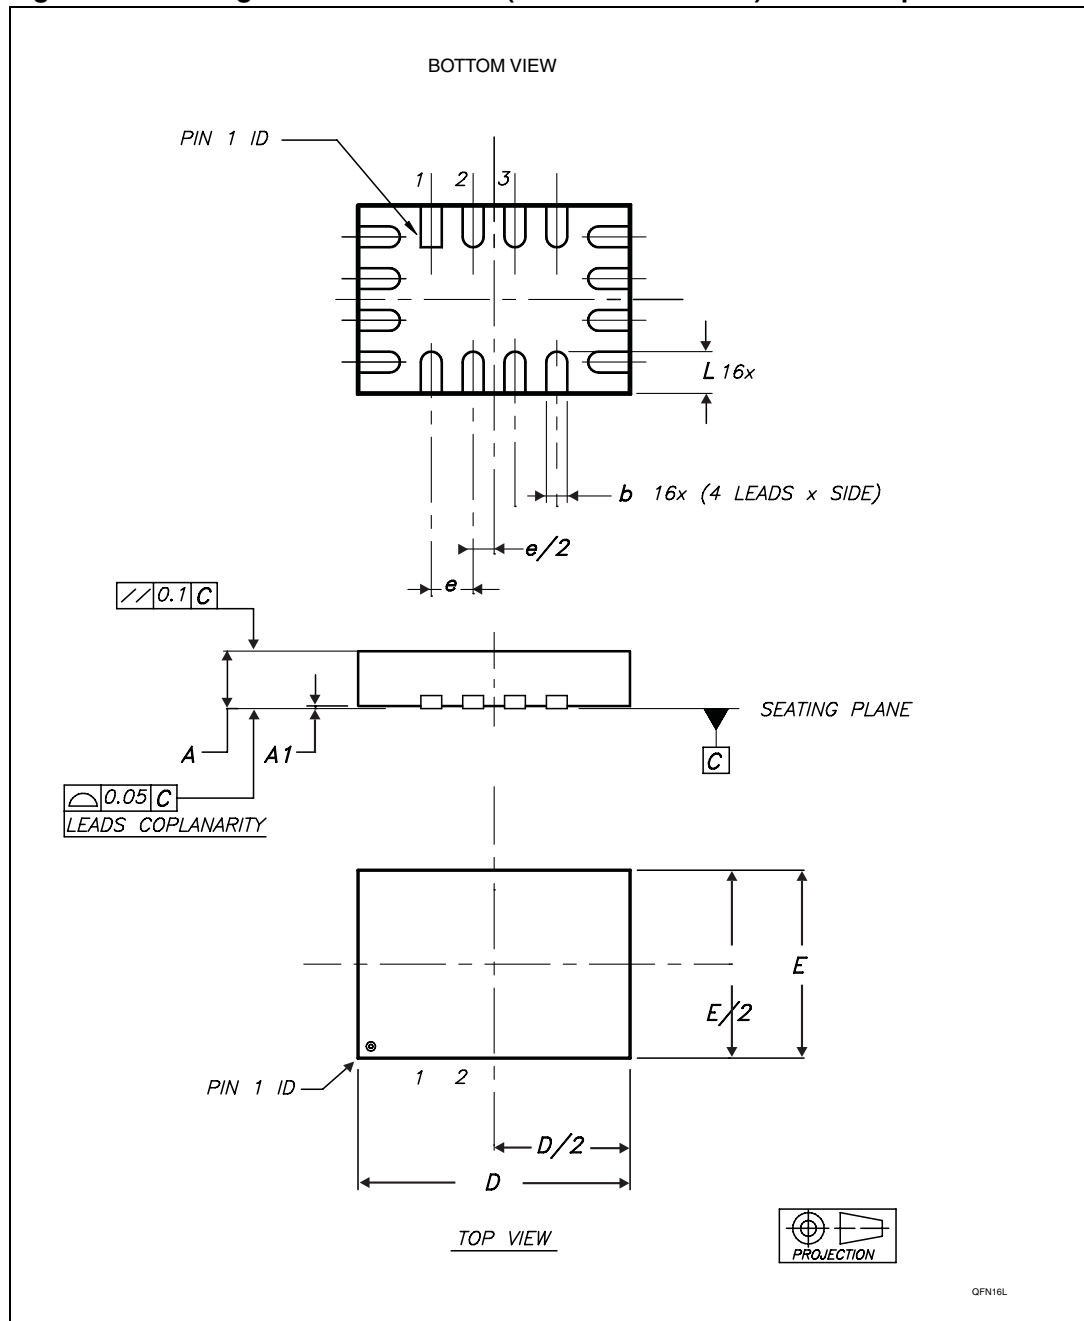 BOTTOM VIEW
PIN 1 ID
1 2 3
L 16x
b 16x (4 LEADS x SIDE)
e/2
e
// 0.1 C
SEATING PLANE
A A1
C
0.05 C
LEADS COPLANARITY
E
E/2
PIN 1 ID
1 2
D/2
D
TOP VIEW
PROJECTION
QFN16L